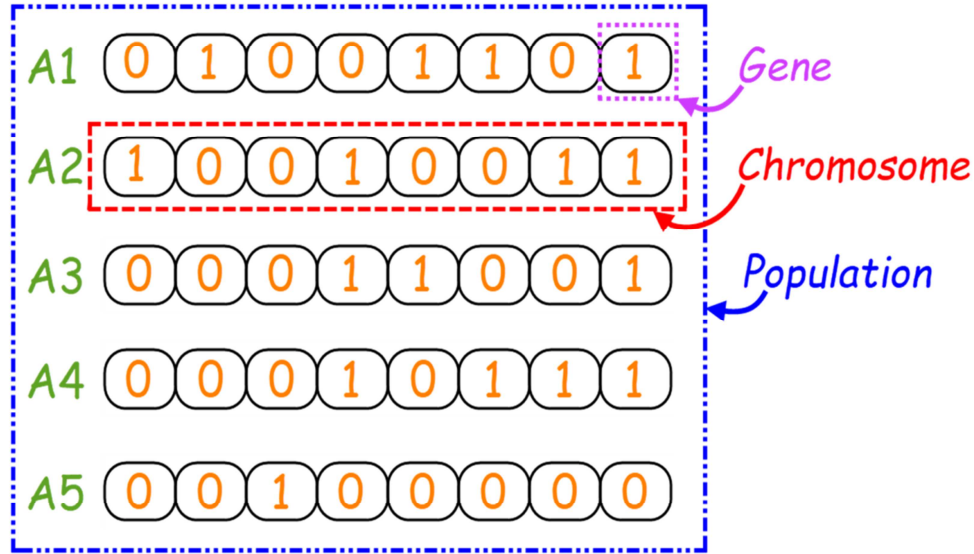 A1 0 1 0 0 1 1 0 1 Gene
A2 1 0 0 1 0 0 1 1 Chromosome
A3 0 0 0 1 1 0 0 1 Population
A4 0 0 0 1 0 1 1 1
A5 0 0 1 0 0 0 0 0